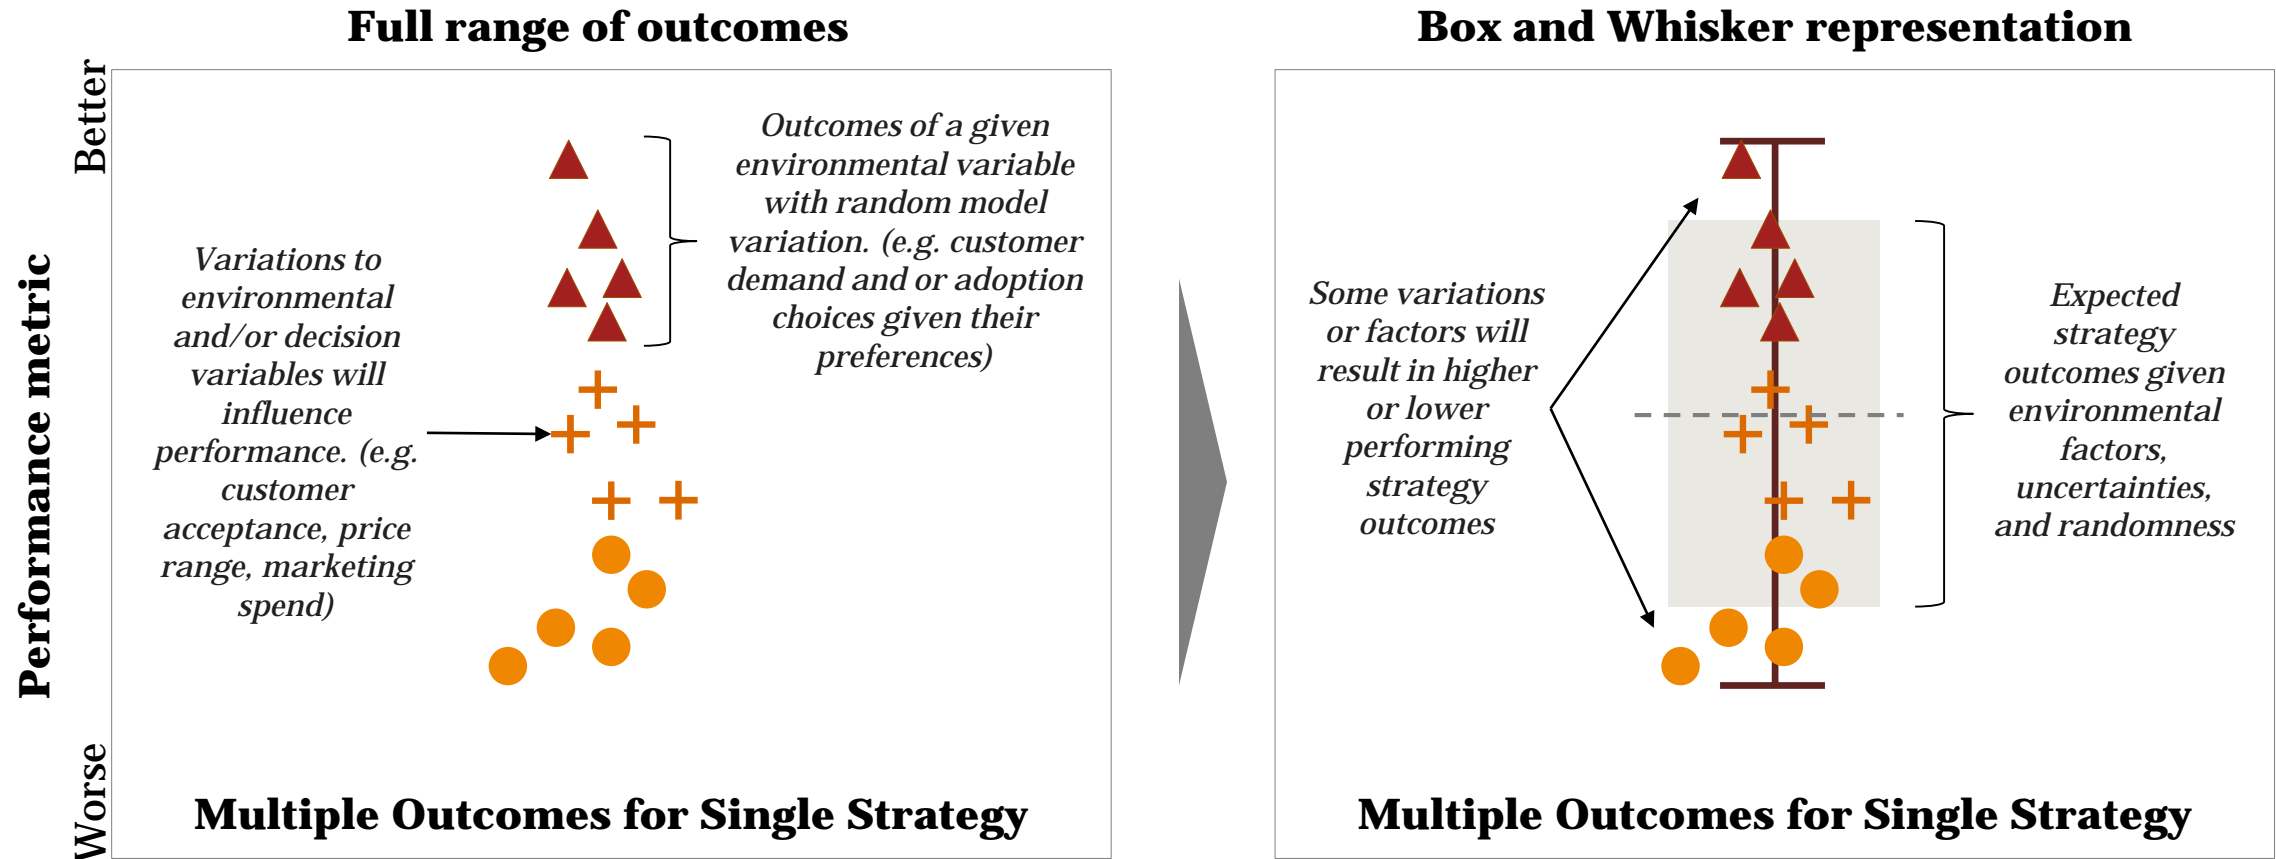 Full range of outcomes
Box and Whisker representation
Performance metric
Better
Worse
Variations to
environmental
and/or decision
variables will
influence
performance. (e.g.
customer
acceptance, price
range, marketing
spend)
Outcomes of a given
environmental variable
with random model
variation. (e.g. customer
demand and or adoption
choices given their
preferences)
Multiple Outcomes for Single Strategy
Some variations
or factors will
result in higher
or lower
performing
strategy
outcomes
Expected
strategy
outcomes given
environmental
factors,
uncertainties,
and randomness
Multiple Outcomes for Single Strategy